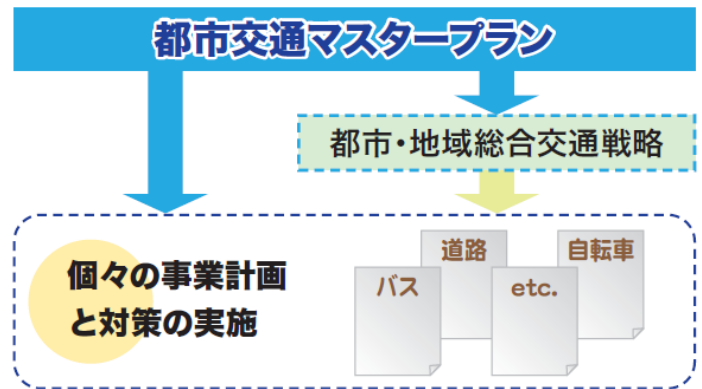 都市交通マスタープラン
都市・地域総合交通戦略
個々の事業計画
と対策の実施
道路
自転車
バス
etc.